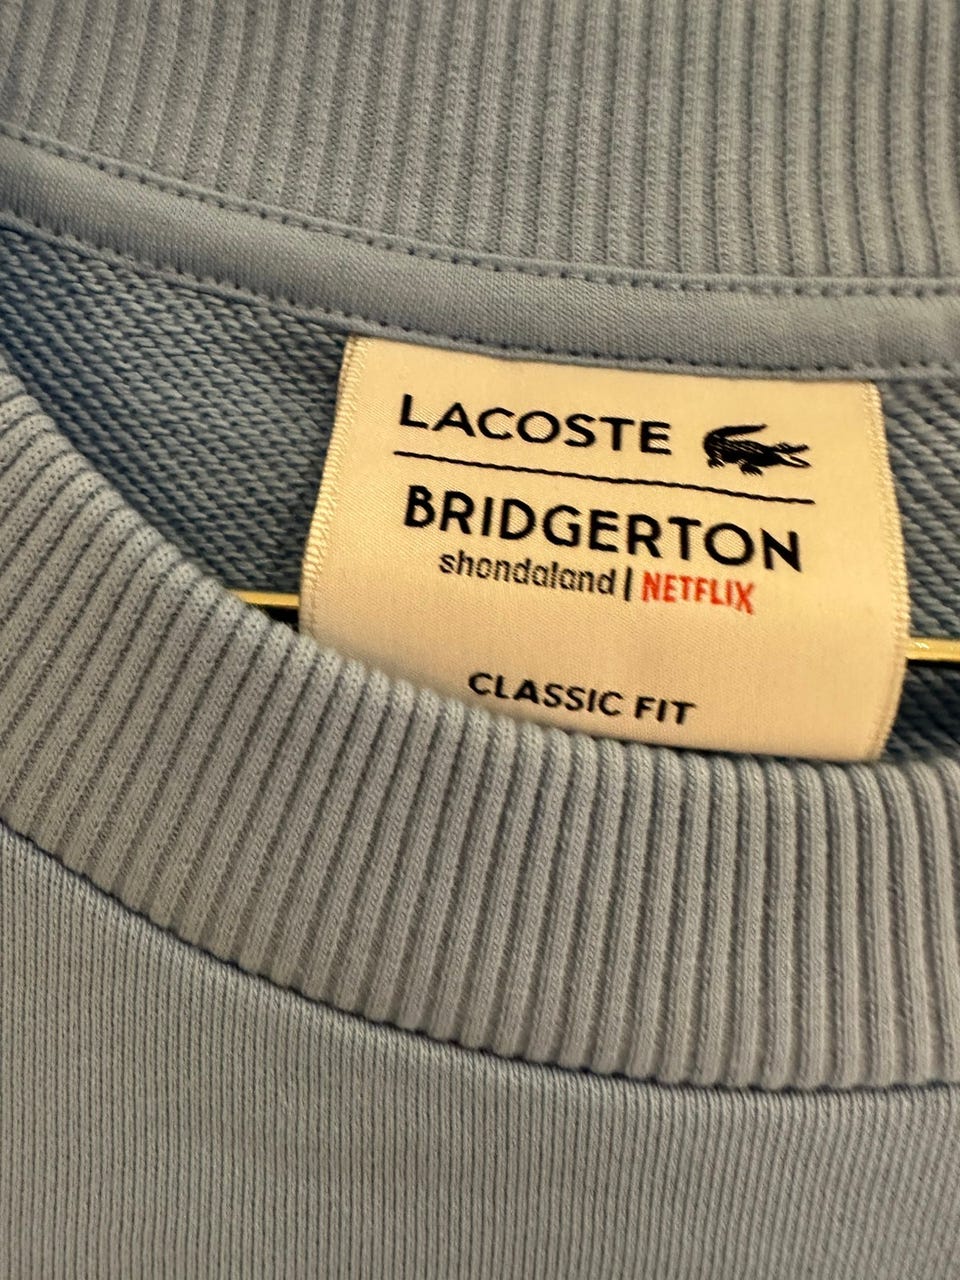 LACOSTE
BRIDGERTON
shondaland | NETFLIX
CLASSIC FIT